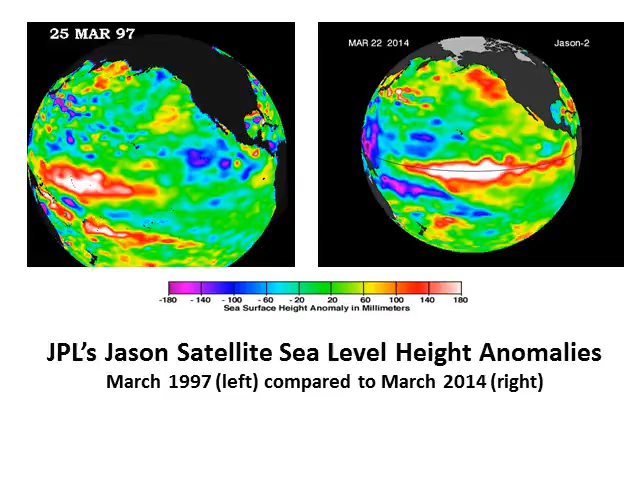 25 MAR 97
MAR 22 2014 Jason-2
-180 - 140 - 100 - 60 - 20 20 60 100 140 180
Sea Surface Height Anomaly in Millimeters
JPL’s Jason Satellite Sea Level Height Anomalies
March 1997 (left) compared to March 2014 (right)